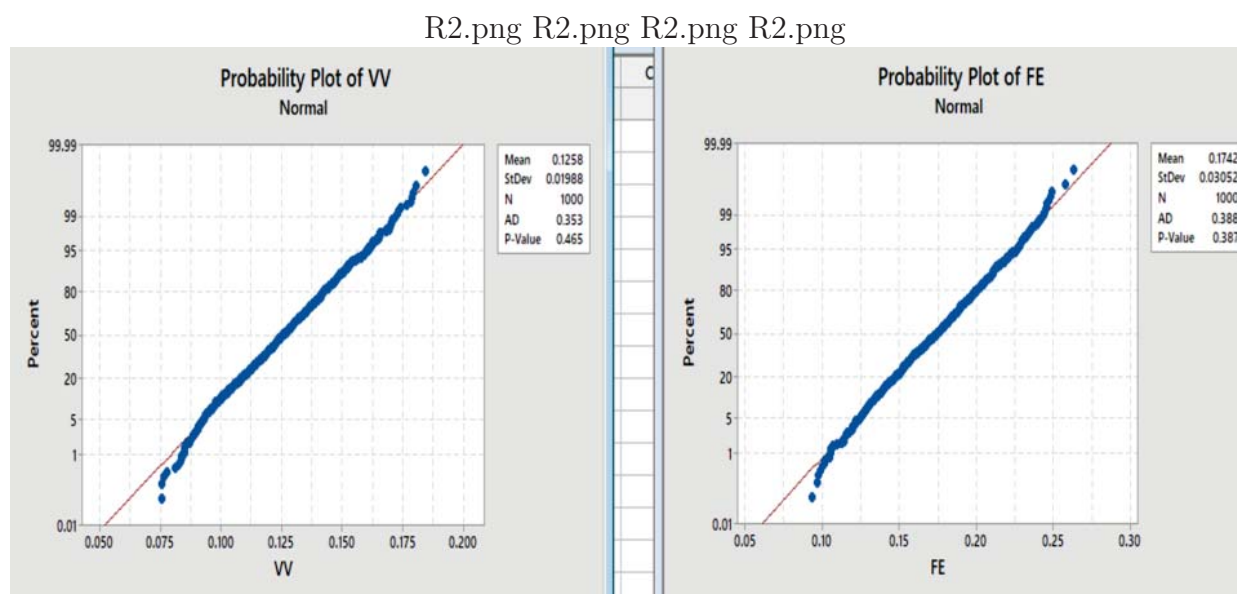 R2.png R2.png R2.png R2.png
Probability Plot of VV
Normal
99.99
99
95
80
50
20
5
1
0.01
Percent
0.050 0.075 0.100 0.125 0.150 0.175 0.200
VV
Mean 0.1258
StDev 0.01988
N 1000
AD 0.353
P-Value 0.465
C
Probability Plot of FE
Normal
99.99
99
95
80
50
20
5
1
0.01
Percent
0.05 0.10 0.15 0.20 0.25 0.30
FE
Mean 0.1742
StDev 0.03052
N 1000
AD 0.388
P-Value 0.387